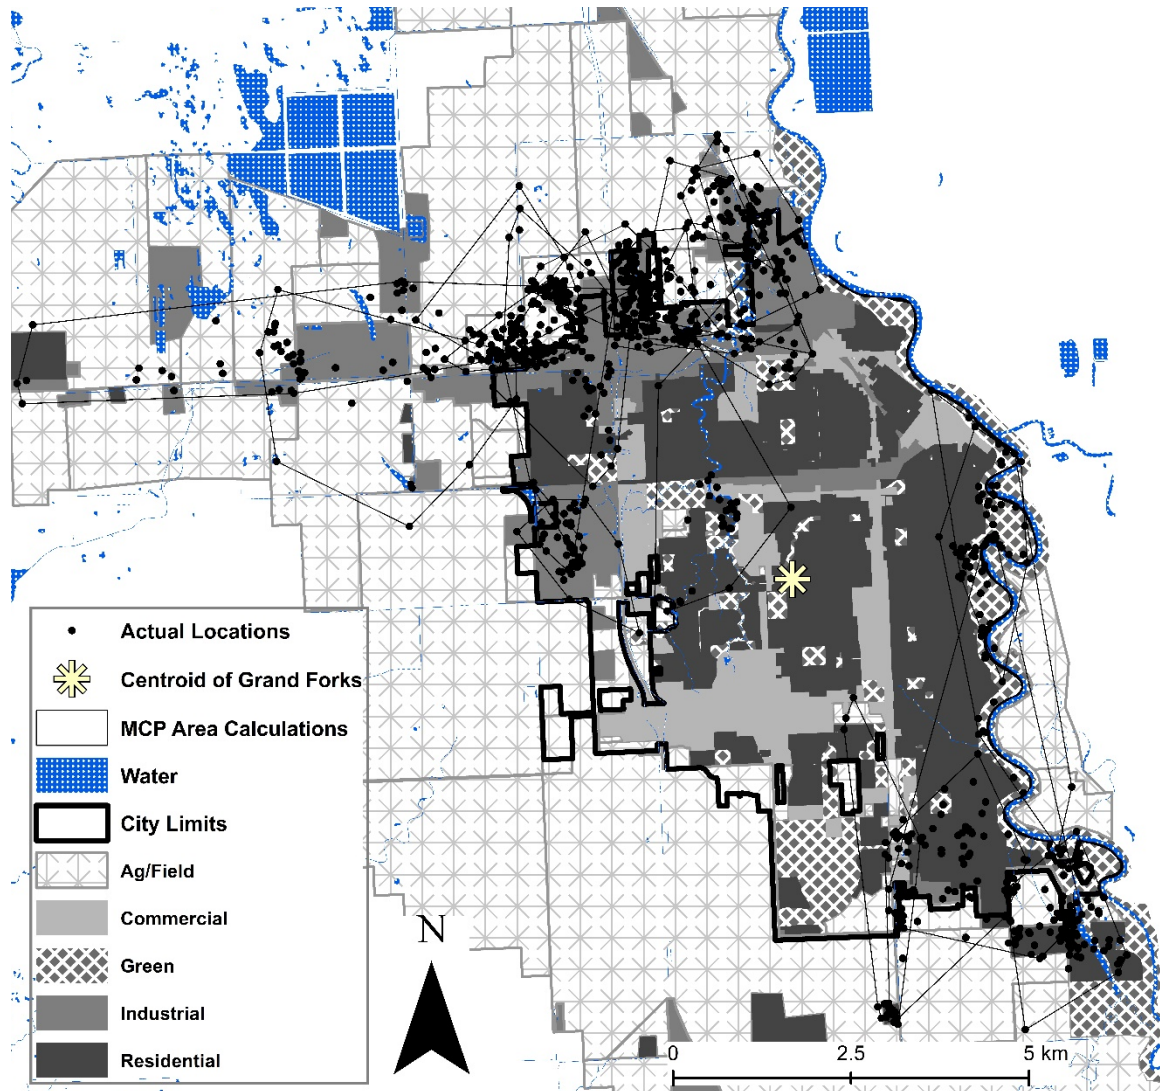 Actual Locations
Centroid of Grand Forks
MCP Area Calculations
Water
City Limits
Ag/Field
Commercial
Green
Industrial
Residential
N
0 2.5 5 km